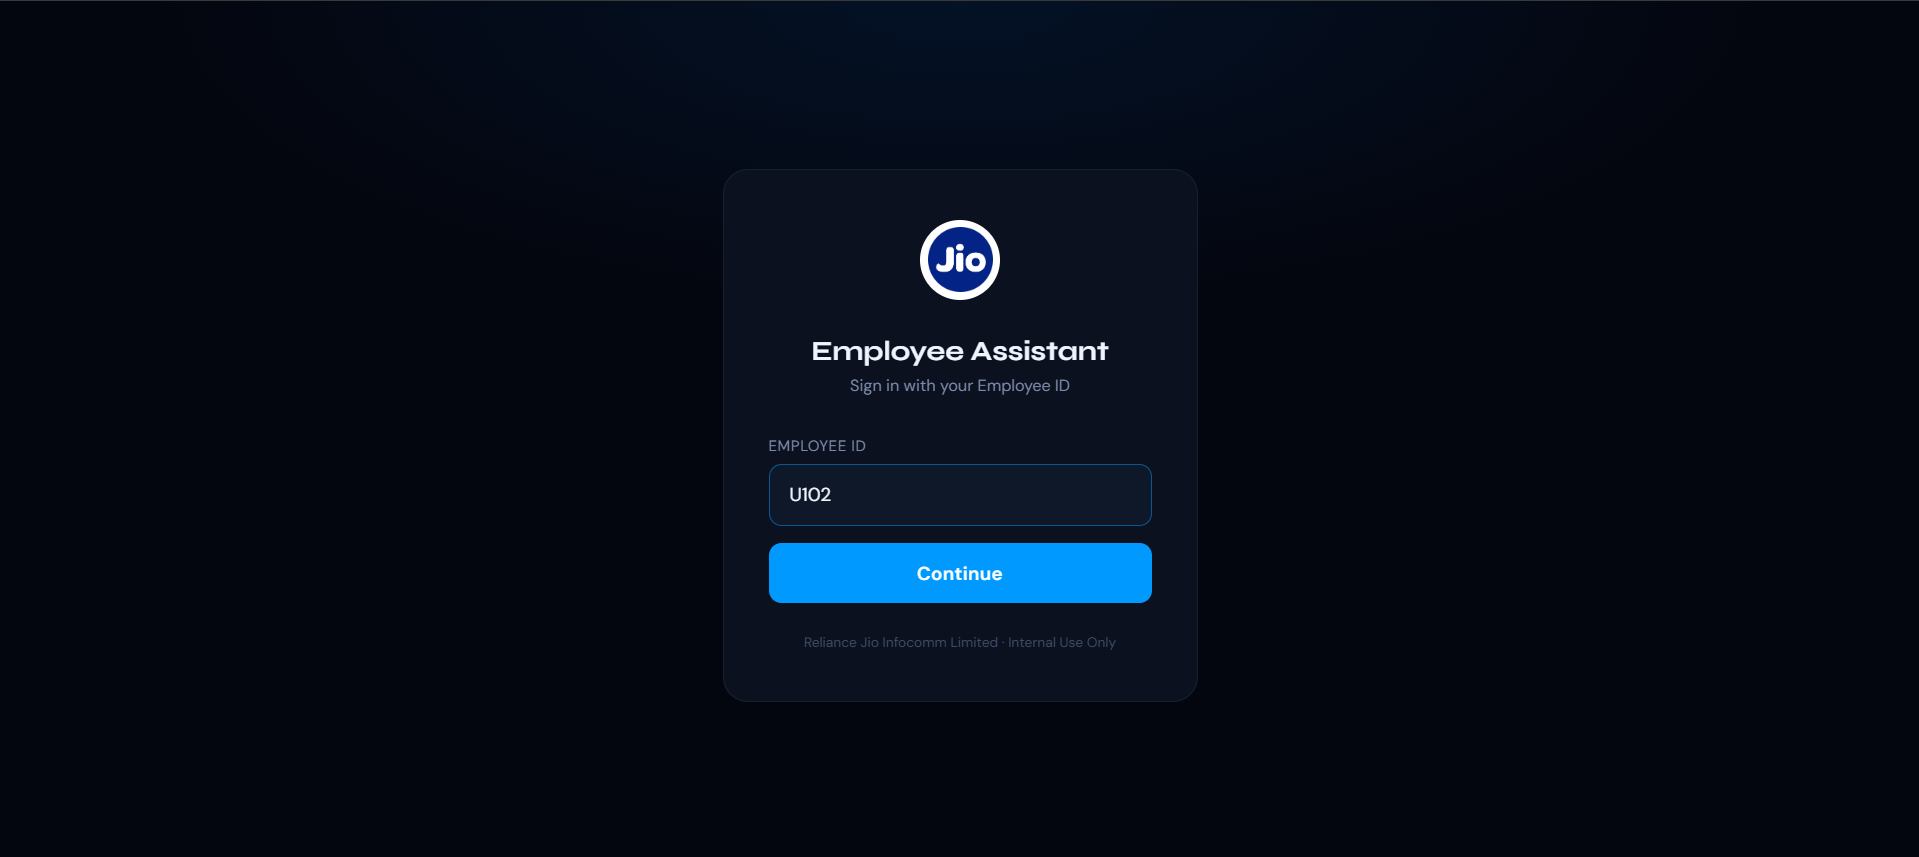 Jio
Employee Assistant
Sign in with your Employee ID
EMPLOYEE ID
U102
Continue
Reliance Jio Infocomm Limited · Internal Use Only